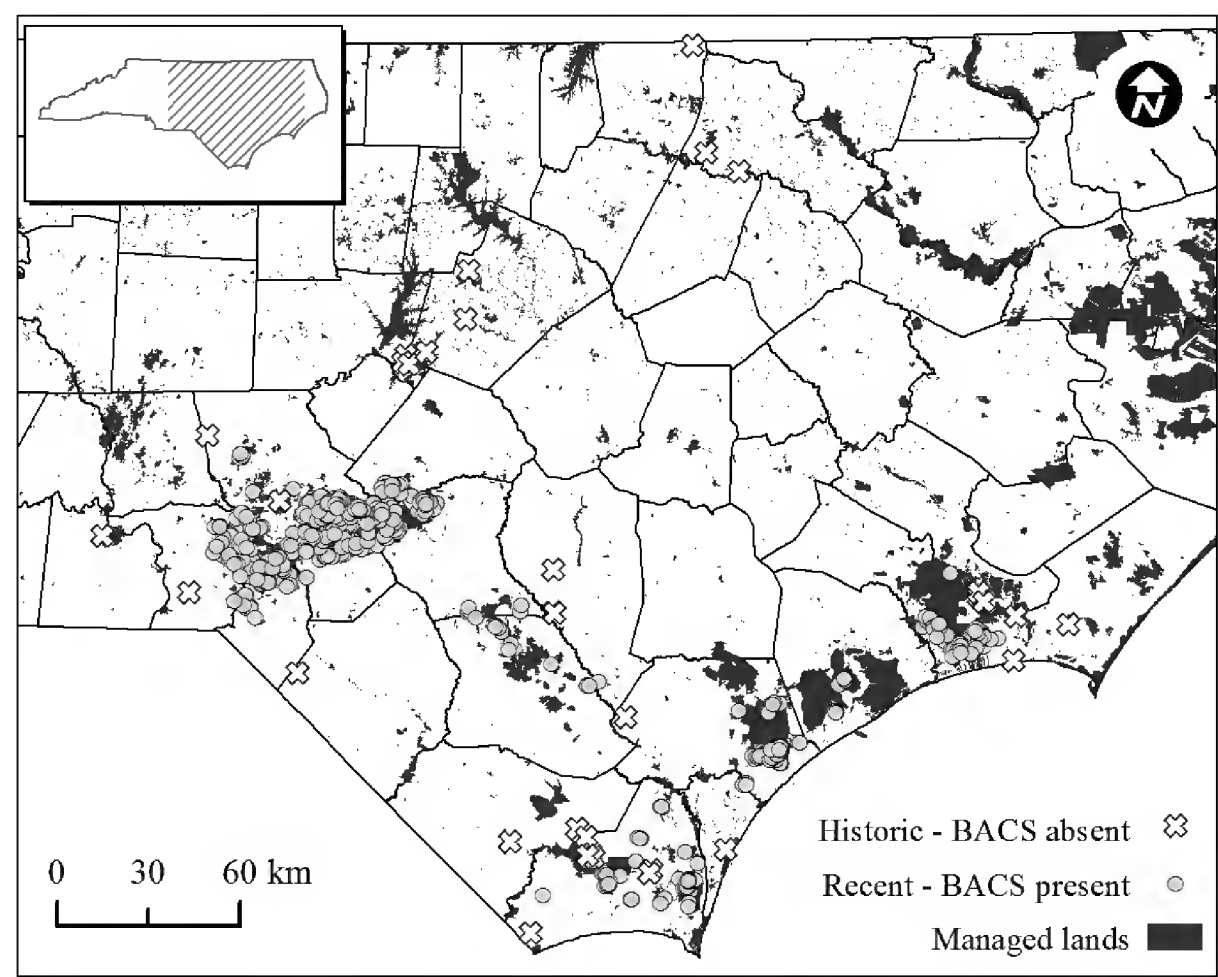 N
Historic - BACS absent
Recent - BACS present
Managed lands
0 30 60 km